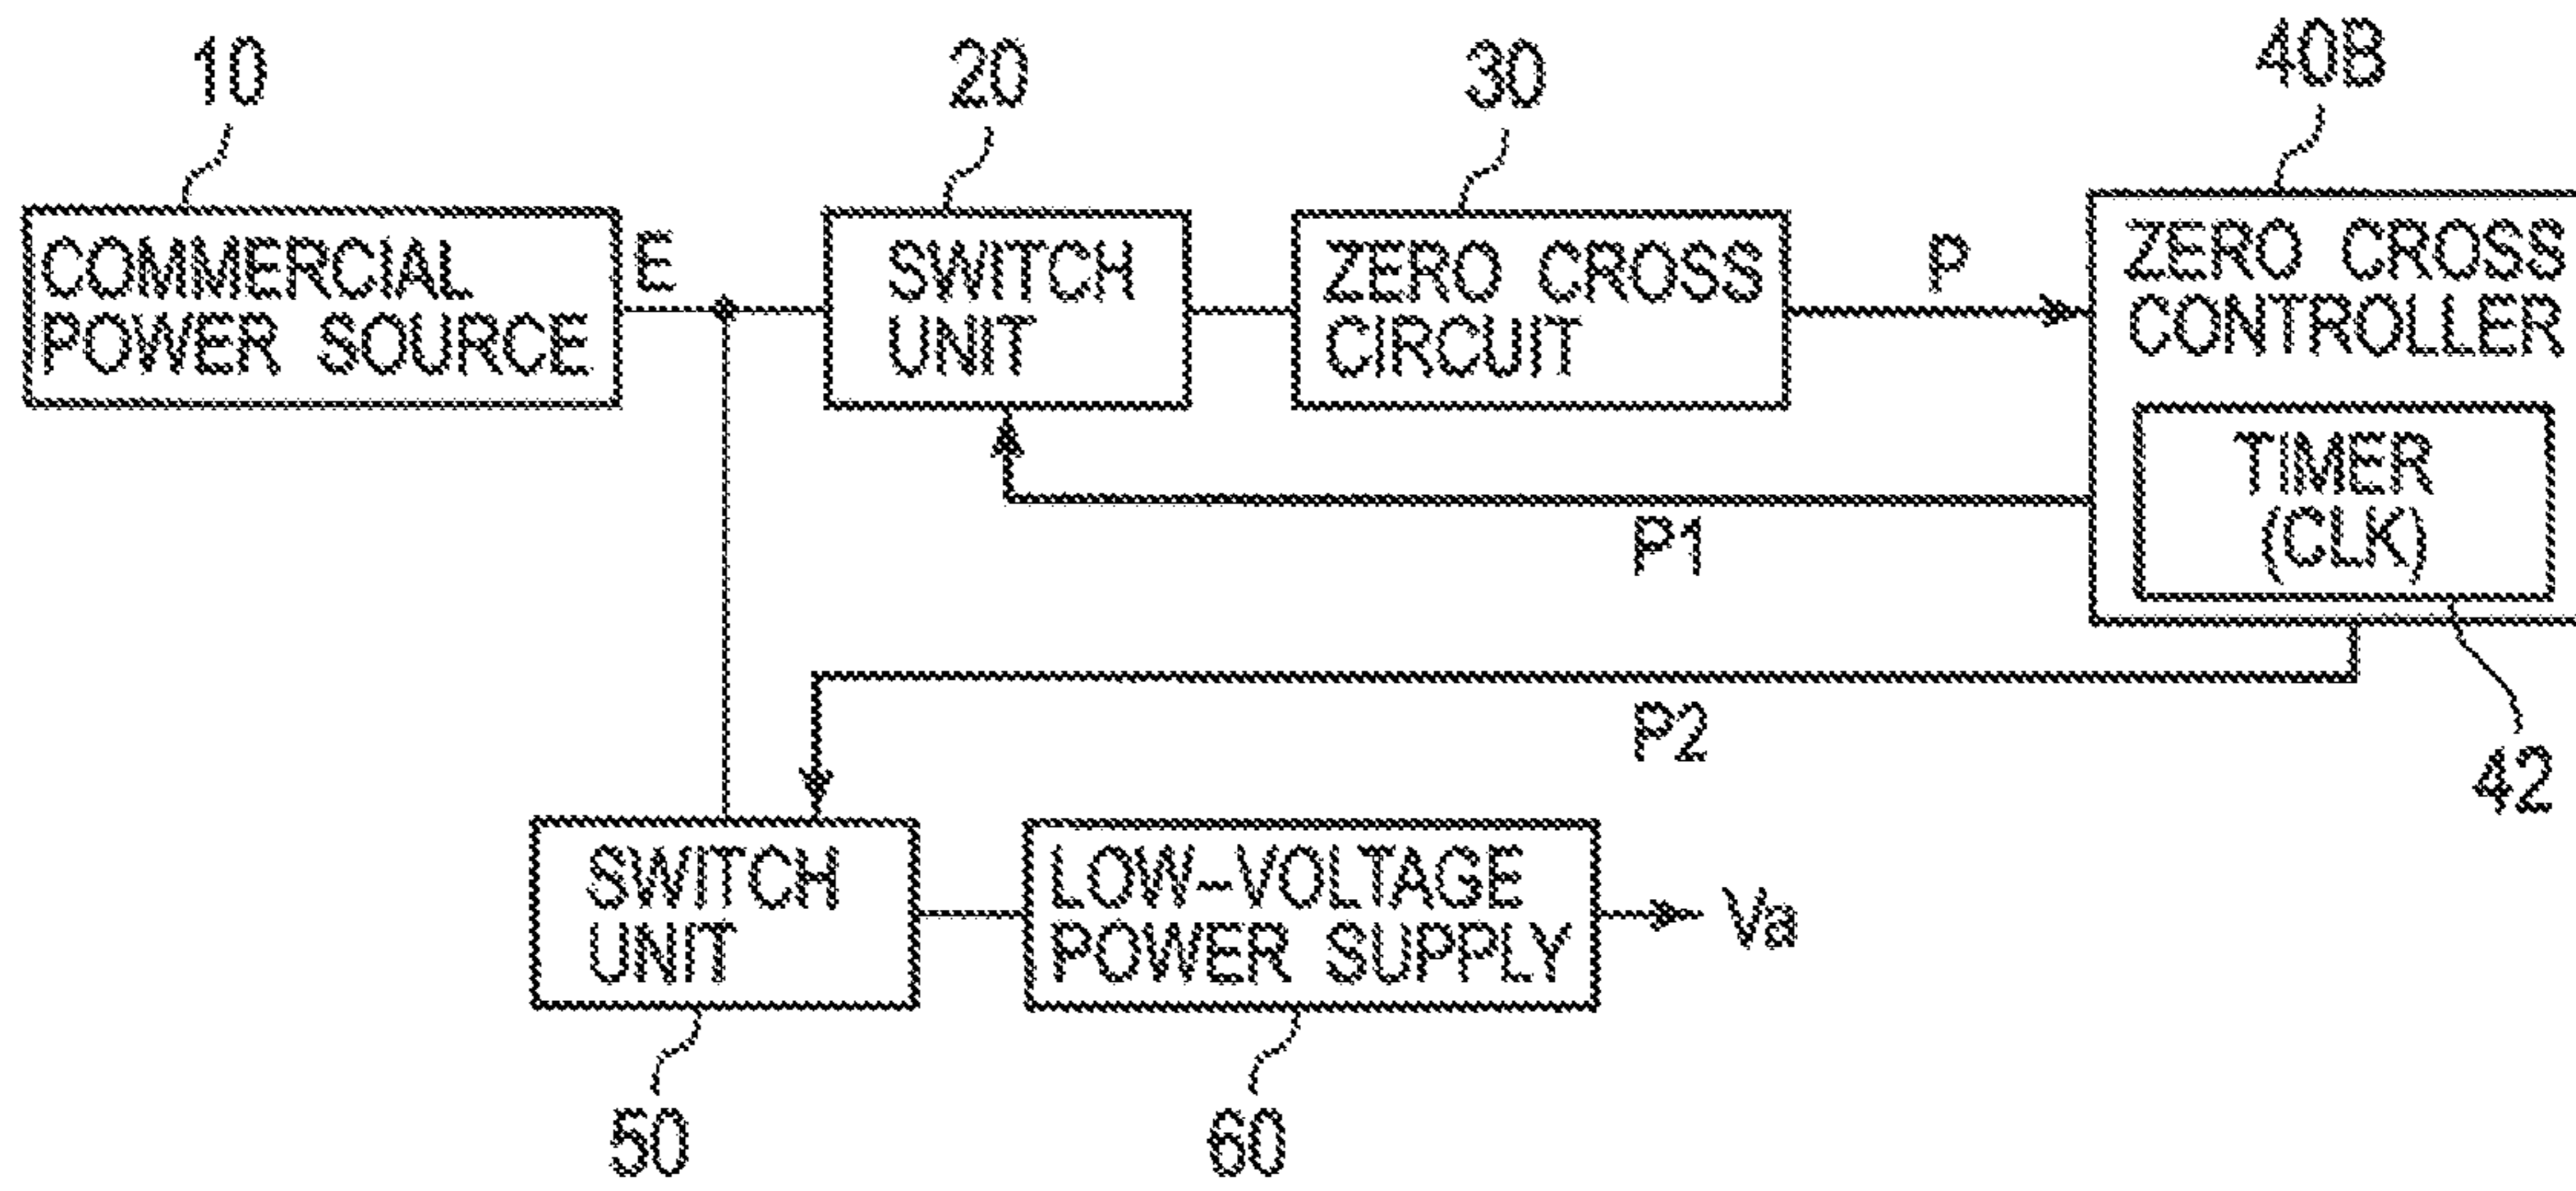 10
20
30
40B
COMMERCIAL
POWER SOURCE
E
SWITCH
UNIT
ZERO CROSS
CIRCUIT
P
ZERO CROSS
CONTROLLER
TIMER
(CLK)
P1
P2
42
SWITCH
UNIT
LOW-VOLTAGE
POWER SUPPLY
Va
50
60